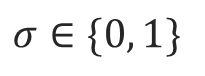 σ ∈ {0, 1}